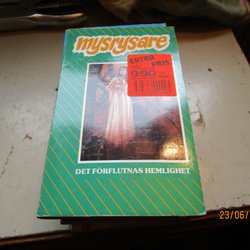 mysrysare
EXTRA
PRIS
9:90
DET FÖRFLUTNAS HEMLIGHET
23/06/